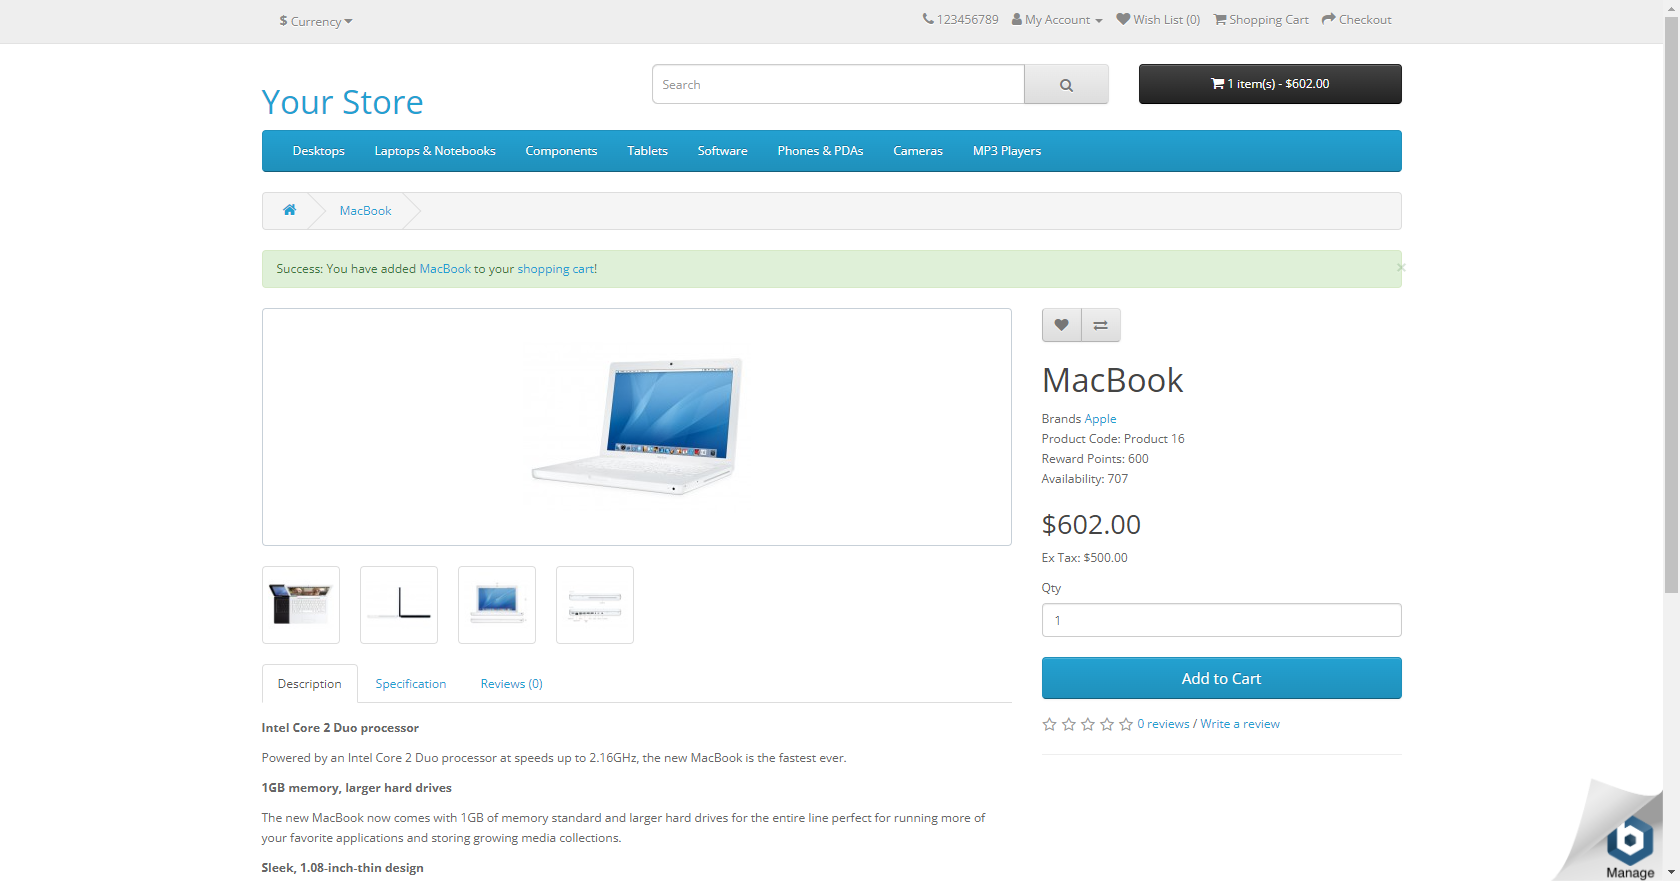 $ Currency
123456789
My Account
Wish List (0)
Shopping Cart
Checkout
Your Store
Search
1 item(s) - $602.00
Desktops
Laptops & Notebooks
Components
Tablets
Software
Phones & PDAs
Cameras
MP3 Players
MacBook
Success: You have added MacBook to your shopping cart!
×
MacBook
Brands Apple
Product Code: Product 16
Reward Points: 600
Availability: 707
$602.00
Ex Tax: $500.00
Qty
1
Add to Cart
0 reviews / Write a review
Description
Specification
Reviews (0)
Intel Core 2 Duo processor
Powered by an Intel Core 2 Duo processor at speeds up to 2.16GHz, the new MacBook is the fastest ever.
1GB memory, larger hard drives
The new MacBook now comes with 1GB of memory standard and larger hard drives for the entire line perfect for running more of
your favorite applications and storing growing media collections.
Sleek, 1.08-inch-thin design
Manage